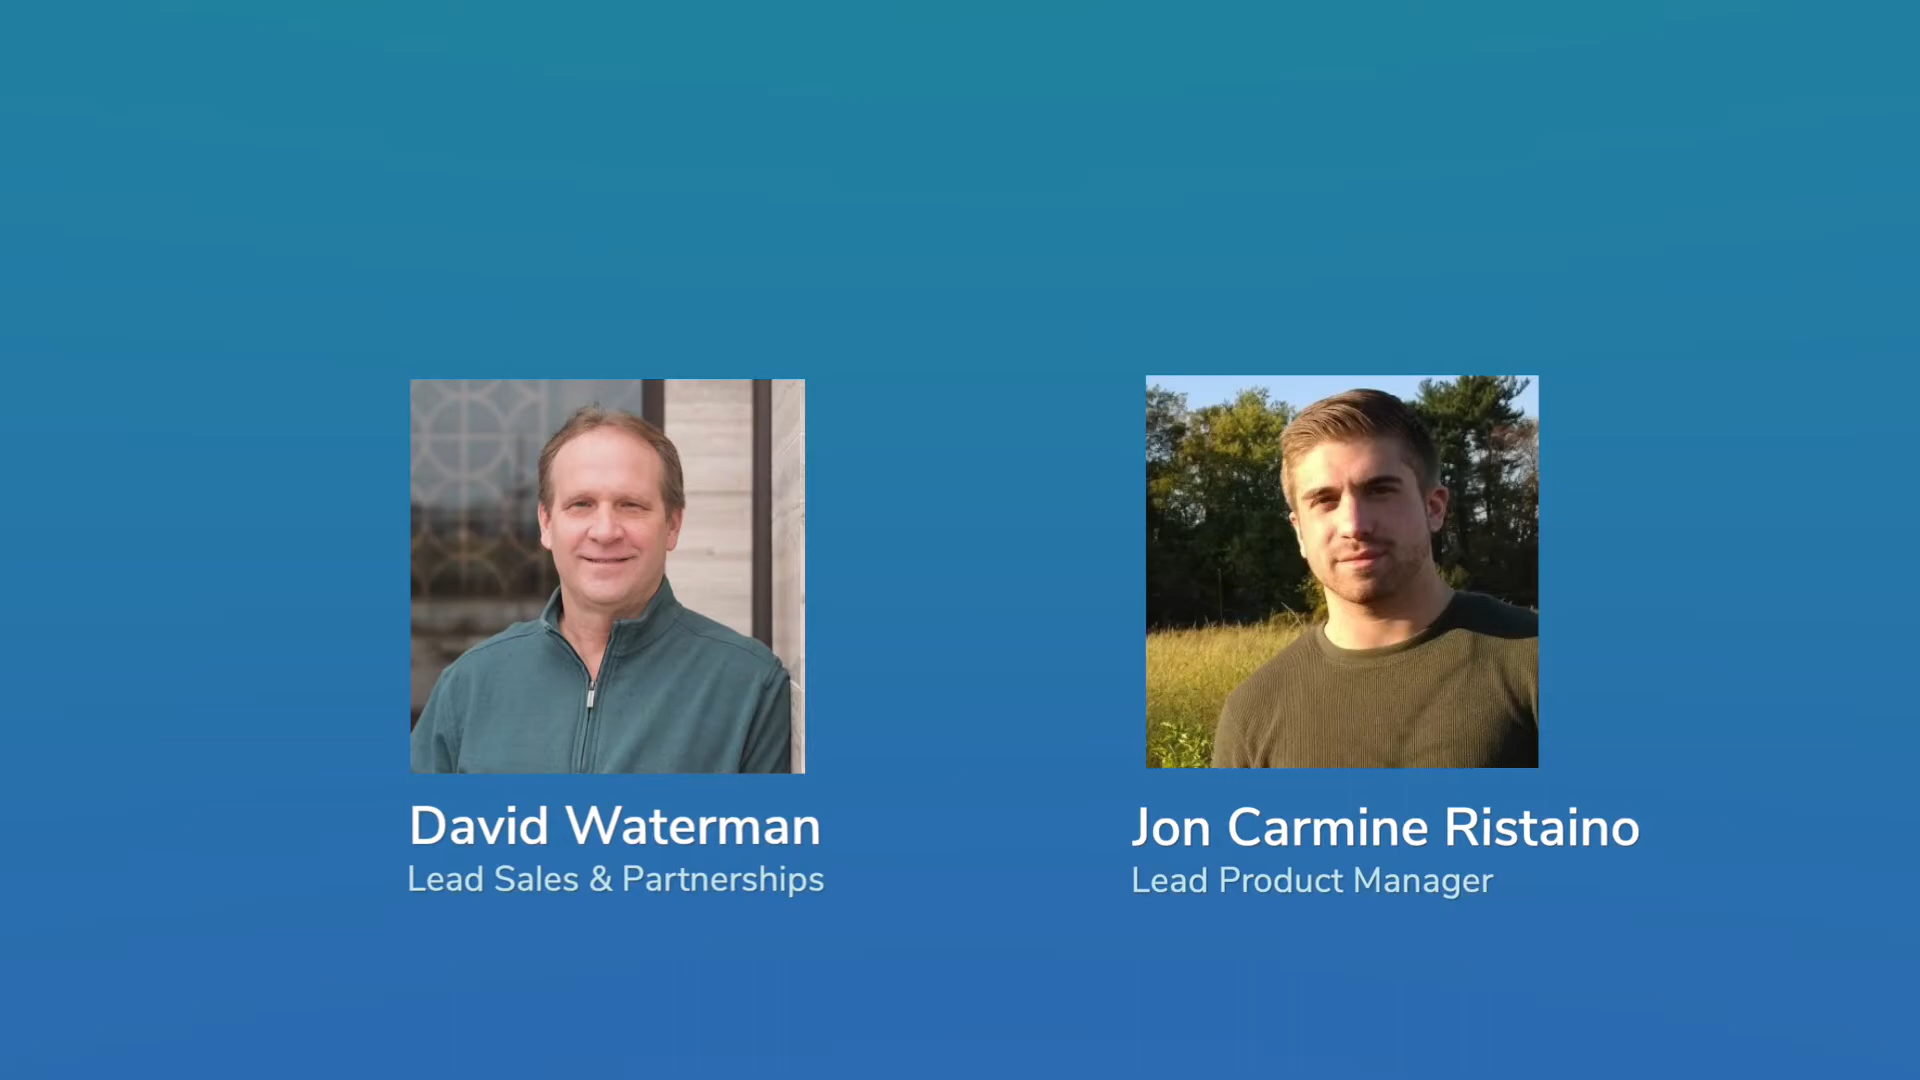 David Waterman
Lead Sales & Partnerships
Jon Carmine Ristaino
Lead Product Manager